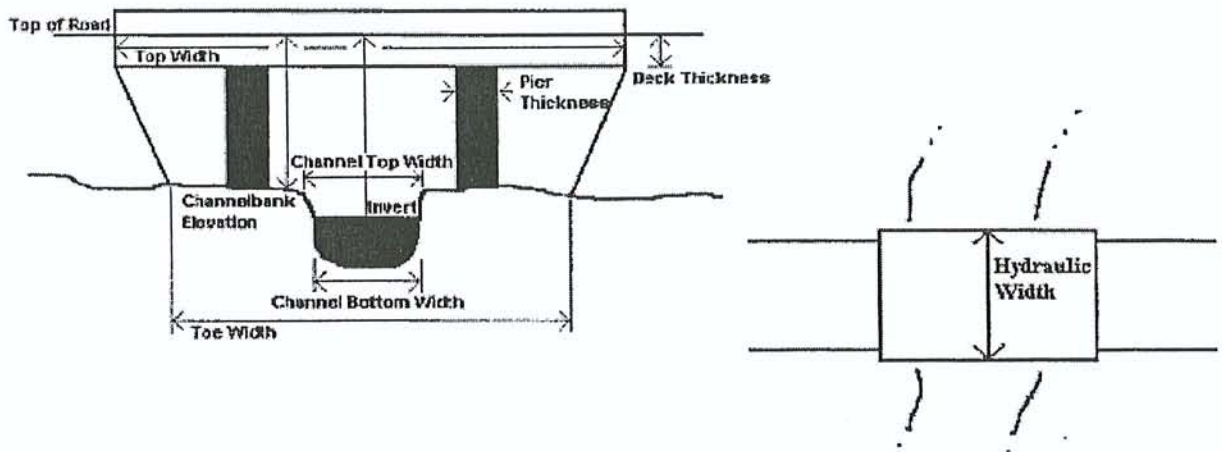 Top of Road
Top Width
Deck Thickness
Pier
Thickness
Channel Top Width
Channelbank
Elevation
Invert
Channel Bottom Width
Toe Width
Hydraulic
Width